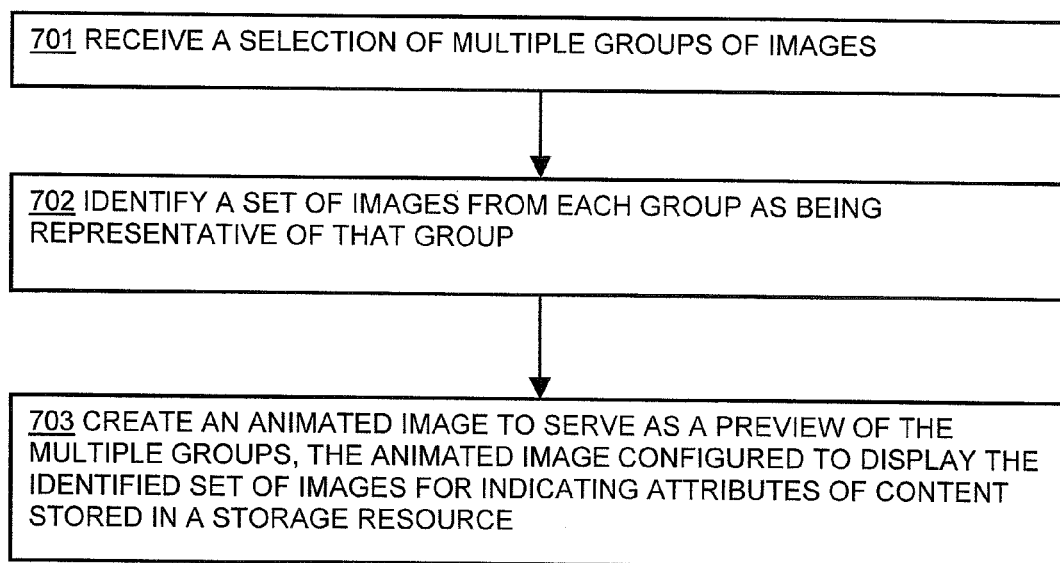 701 RECEIVE A SELECTION OF MULTIPLE GROUPS OF IMAGES
702 IDENTIFY A SET OF IMAGES FROM EACH GROUP AS BEING
REPRESENTATIVE OF THAT GROUP
703 CREATE AN ANIMATED IMAGE TO SERVE AS A PREVIEW OF THE
MULTIPLE GROUPS, THE ANIMATED IMAGE CONFIGURED TO DISPLAY THE
IDENTIFIED SET OF IMAGES FOR INDICATING ATTRIBUTES OF CONTENT
STORED IN A STORAGE RESOURCE